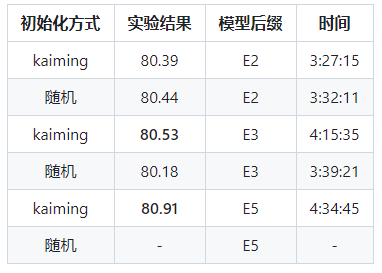 初始化方式 实验结果 模型后缀 时间
kaiming 80.39 E2 3:27:15
随机 80.44 E2 3:32:11
kaiming 80.53 E3 4:15:35
随机 80.18 E3 3:39:21
kaiming 80.91 E5 4:34:45
随机 - E5 -